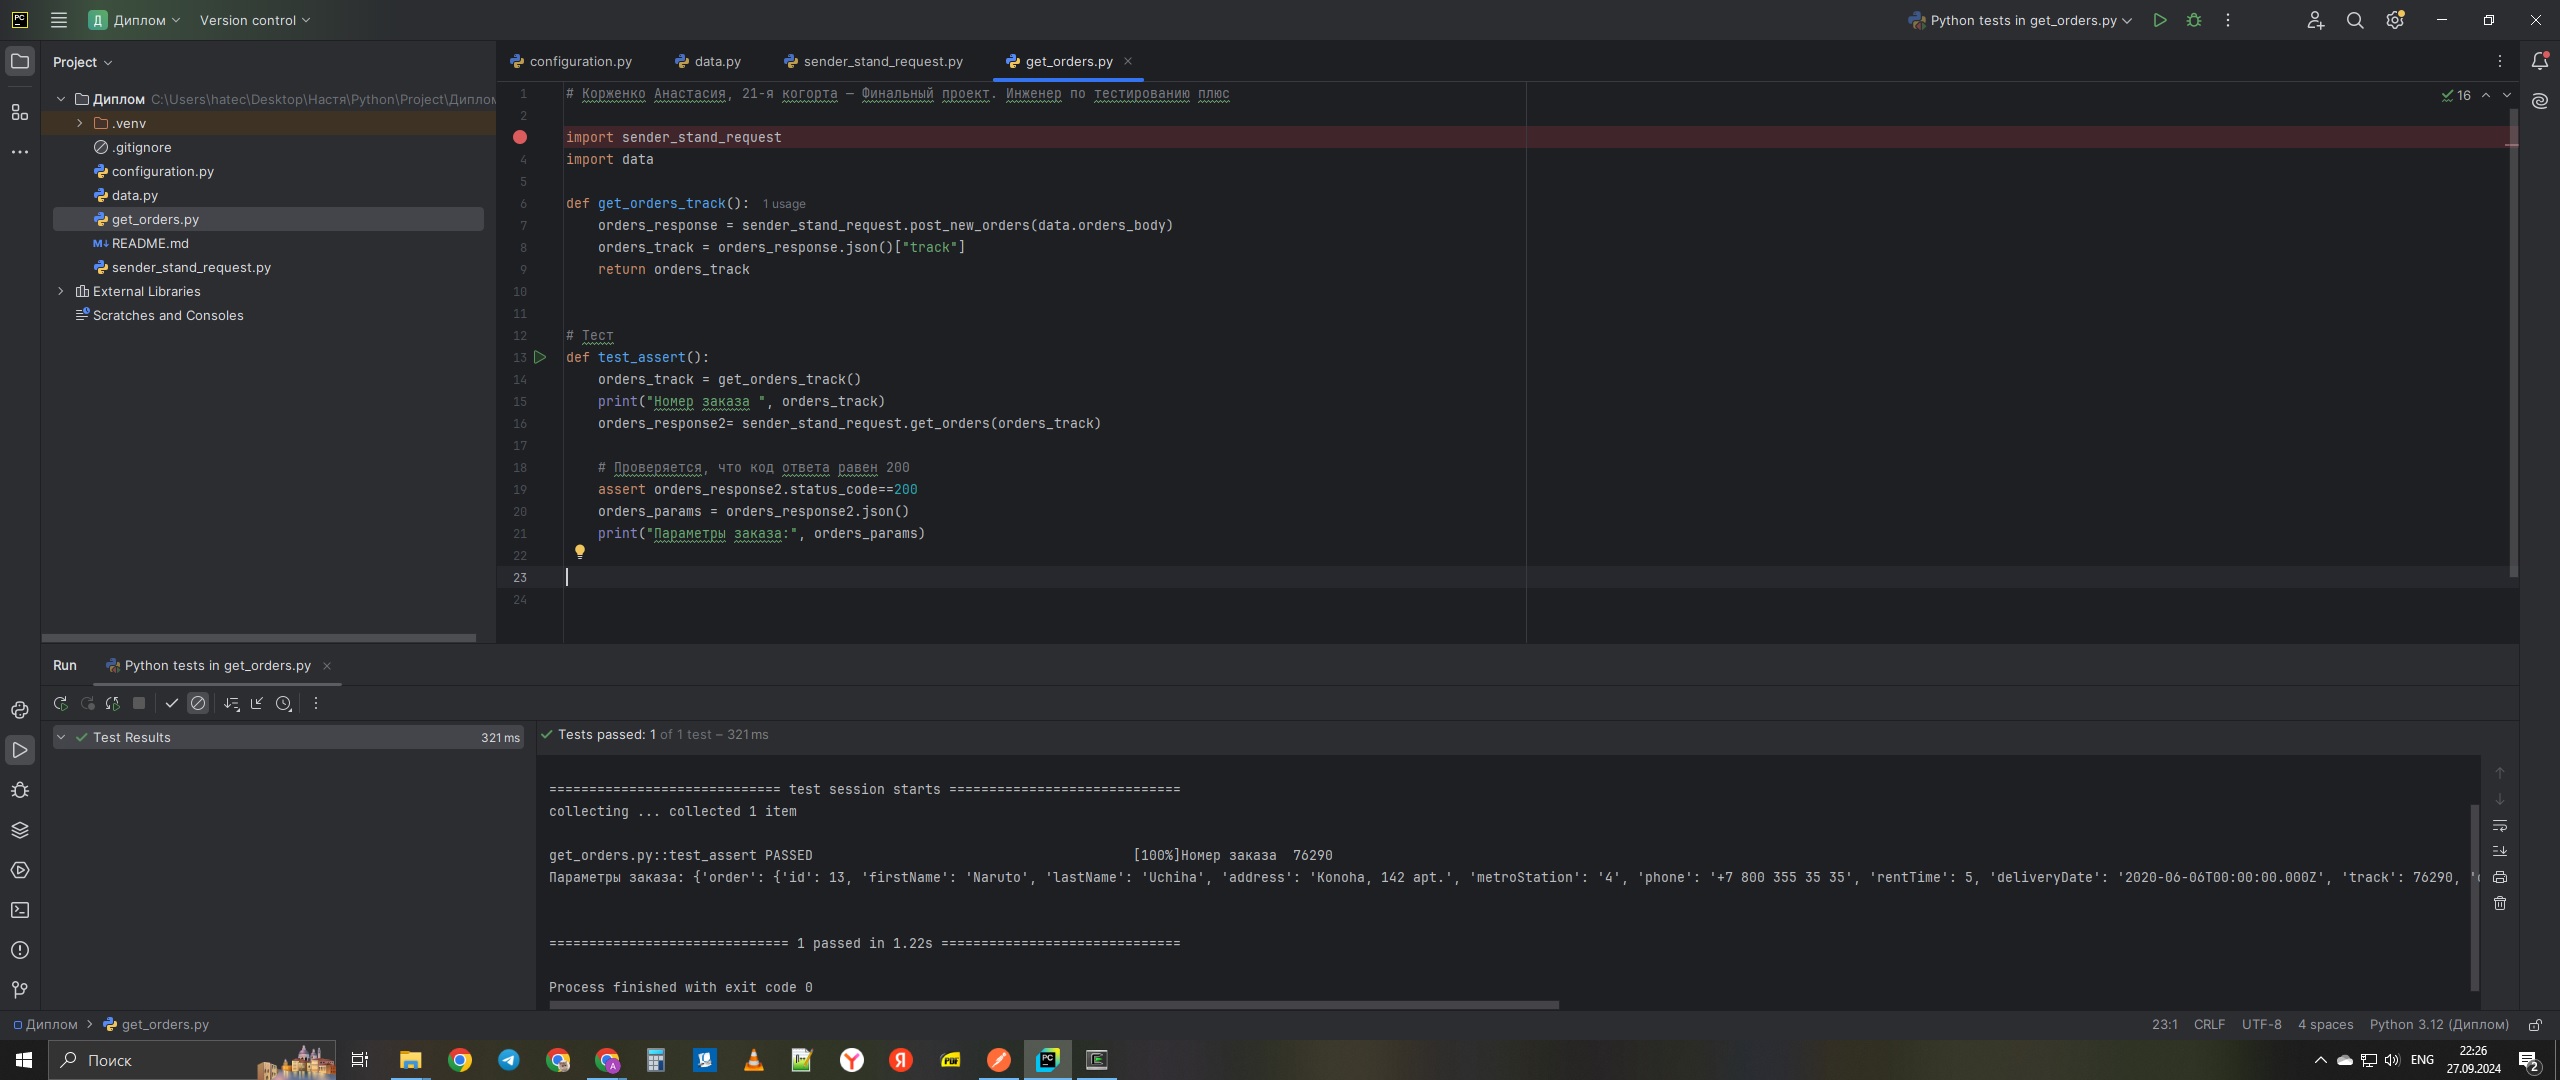 PC
Д Диплом
Version control
Python tests in get_orders.py
Project
Диплом C:\Users\hatec\Desktop\Настя\Python\Project\Диплом
.venv
.gitignore
configuration.py
data.py
get_orders.py
README.md
sender_stand_request.py
External Libraries
Scratches and Consoles
configuration.py
data.py
sender_stand_request.py
get_orders.py
16
1 # Корженко Анастасия, 21-я когорта — Финальный проект. Инженер по тестированию плюс
2
import sender_stand_request
4 import data
5
6 def get_orders_track(): 1 usage
7 orders_response = sender_stand_request.post_new_orders(data.orders_body)
8 orders_track = orders_response.json()["track"]
9 return orders_track
10
11
12 # Тест
13 def test_assert():
14 orders_track = get_orders_track()
15 print("Номер заказа ", orders_track)
16 orders_response2= sender_stand_request.get_orders(orders_track)
17
18 # Проверяется, что код ответа равен 200
19 assert orders_response2.status_code==200
20 orders_params = orders_response2.json()
21 print("Параметры заказа:", orders_params)
22
23
24
Run
Python tests in get_orders.py
Test Results 321 ms
Tests passed: 1 of 1 test – 321 ms
============================= test session starts =============================
collecting ... collected 1 item
get_orders.py::test_assert PASSED [100%]Номер заказа 76290
Параметры заказа: {'order': {'id': 13, 'firstName': 'Naruto', 'lastName': 'Uchiha', 'address': 'Konoha, 142 apt.', 'metroStation': '4', 'phone': '+7 800 355 35 35', 'rentTime': 5, 'deliveryDate': '2020-06-06T00:00:00.000Z', 'track': 76290, '
============================== 1 passed in 1.22s ==============================
Process finished with exit code 0
Диплом > get_orders.py
23:1 CRLF UTF-8 4 spaces Python 3.12 (Диплом)
Поиск
ENG
22:26
27.09.2024
2